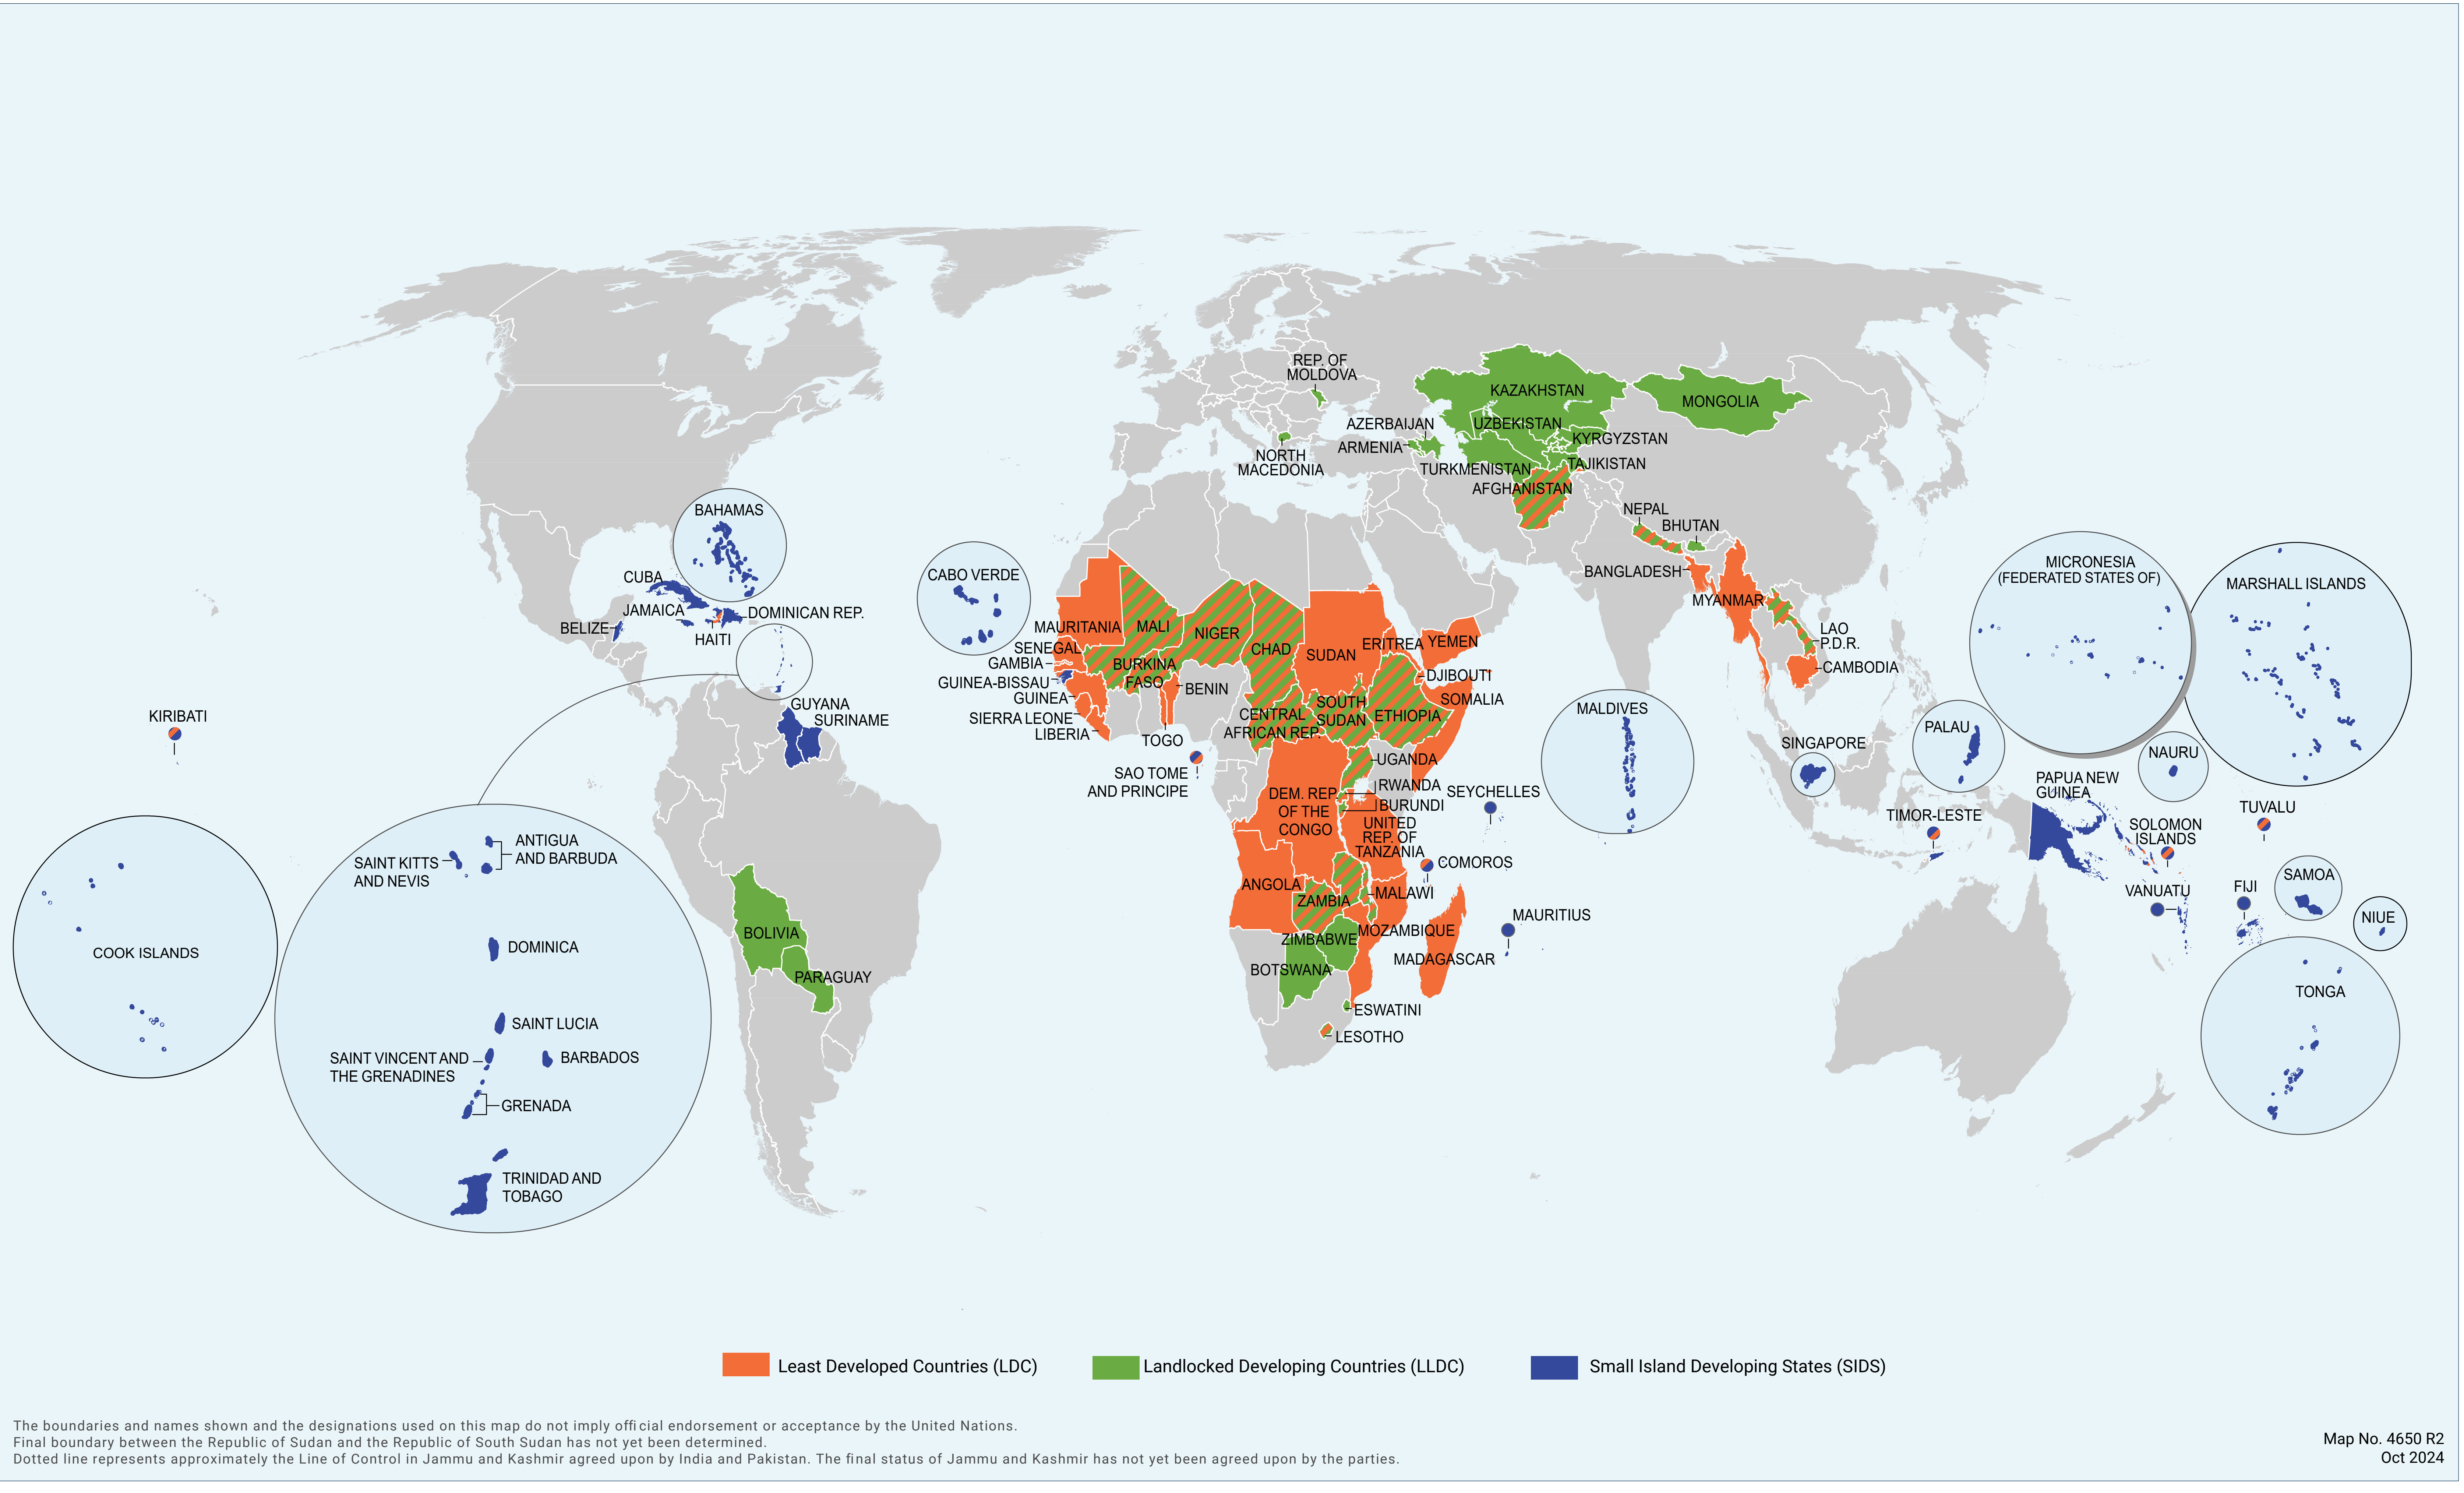 REP. OF
MOLDOVA
KAZAKHSTAN
MONGOLIA
AZERBAIJAN
UZBEKISTAN
ARMENIA
KYRGYZSTAN
NORTH
MACEDONIA
TURKMENISTAN
TAJIKISTAN
AFGHANISTAN
NEPAL
BHUTAN
BANGLADESH
MYANMAR
LAO
P.D.R.
CAMBODIA
BAHAMAS
CUBA
JAMAICA
DOMINICAN REP.
BELIZE
HAITI
GUYANA
SURINAME
CABO VERDE
MAURITANIA
MALI
NIGER
CHAD
SUDAN
ERITREA
YEMEN
SENEGAL
GAMBIA
GUINEA-BISSAU
GUINEA
SIERRA LEONE
LIBERIA
BURKINA
FASO
BENIN
TOGO
DJIBOUTI
SOMALIA
SOUTH
SUDAN
ETHIOPIA
CENTRAL
AFRICAN REP.
SAO TOME
AND PRINCIPE
UGANDA
RWANDA
BURUNDI
DEM. REP.
OF THE
CONGO
UNITED
REP. OF
TANZANIA
SEYCHELLES
COMOROS
ANGOLA
ZAMBIA
MALAWI
MAURITIUS
ZIMBABWE
MOZAMBIQUE
BOTSWANA
MADAGASCAR
ESWATINI
LESOTHO
MALDIVES
SINGAPORE
PALAU
MICRONESIA
(FEDERATED STATES OF)
MARSHALL ISLANDS
NAURU
PAPUA NEW
GUINEA
TIMOR-LESTE
SOLOMON
ISLANDS
TUVALU
VANUATU
FIJI
SAMOA
NIUE
TONGA
KIRIBATI
COOK ISLANDS
ANTIGUA
AND BARBUDA
SAINT KITTS
AND NEVIS
DOMINICA
SAINT LUCIA
SAINT VINCENT AND
THE GRENADINES
BARBADOS
GRENADA
TRINIDAD AND
TOBAGO
BOLIVIA
PARAGUAY
Least Developed Countries (LDC)
Landlocked Developing Countries (LLDC)
Small Island Developing States (SIDS)
The boundaries and names shown and the designations used on this map do not imply official endorsement or acceptance by the United Nations.
Final boundary between the Republic of Sudan and the Republic of South Sudan has not yet been determined.
Dotted line represents approximately the Line of Control in Jammu and Kashmir agreed upon by India and Pakistan. The final status of Jammu and Kashmir has not yet been agreed upon by the parties.
Map No. 4650 R2
Oct 2024